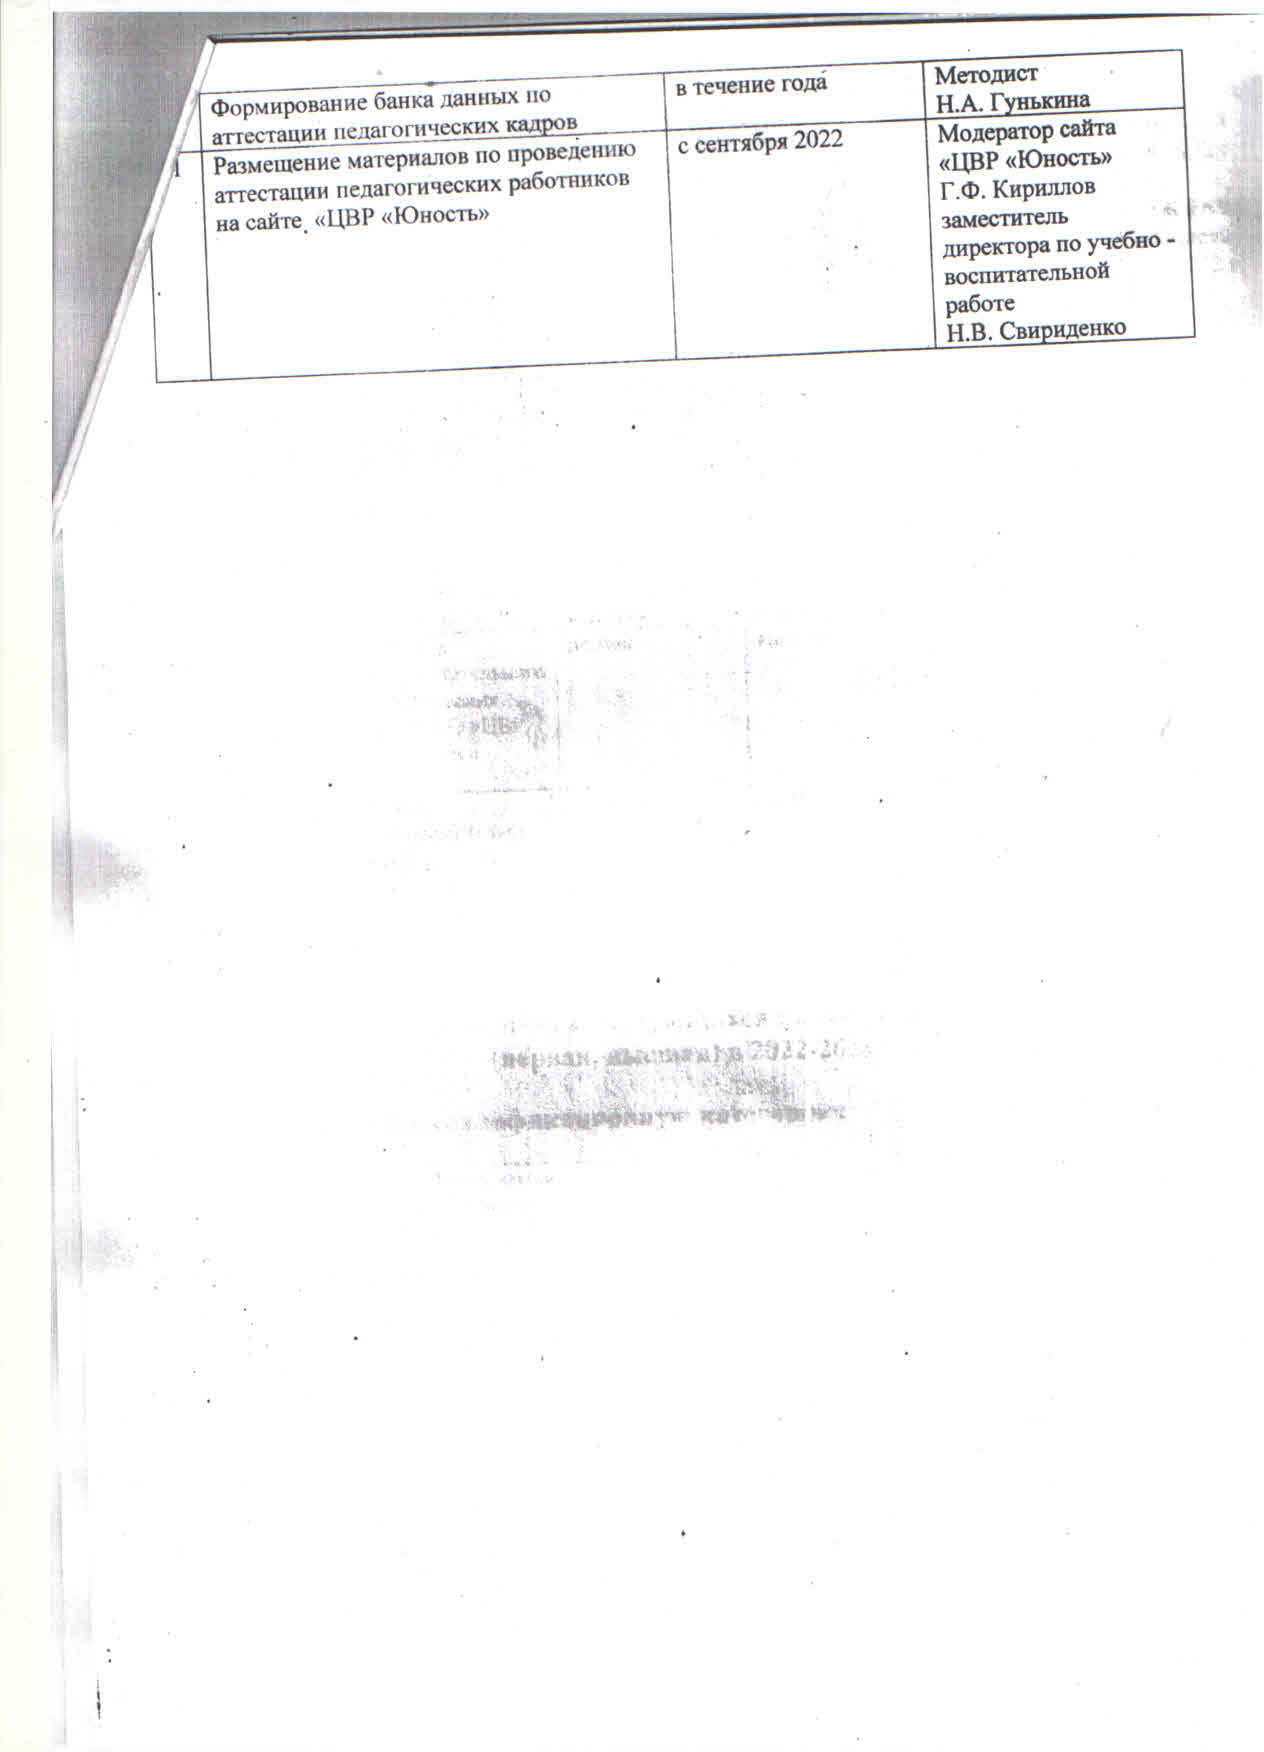 Формирование банка данных по
аттестации педагогических кадров
в течение года
Методист
Н.А. Гунькина
1
Размещение материалов по проведению
аттестации педагогических работников
на сайте «ЦВР «Юность»
с сентября 2022
Модератор сайта
«ЦВР «Юность»
Г.Ф. Кириллов
заместитель
директора по учебно -
воспитательной
работе
Н.В. Свириденко